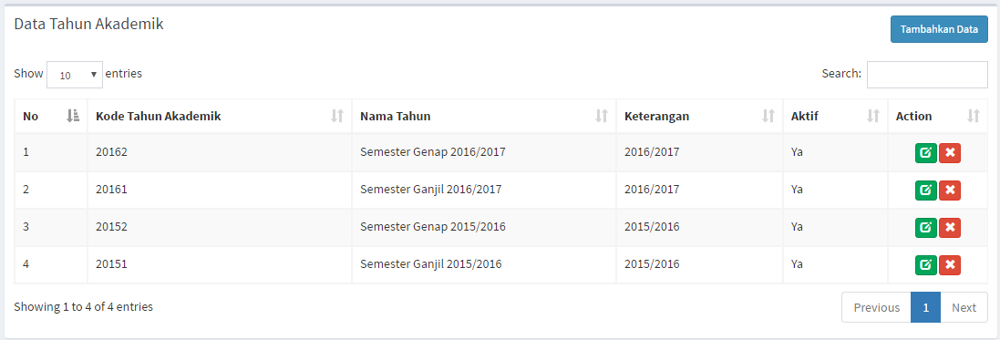 Data Tahun Akademik
Tambahkan Data
Show 10 entries
Search:
No Kode Tahun Akademik Nama Tahun Keterangan Aktif Action
1 20162 Semester Genap 2016/2017 2016/2017 Ya
2 20161 Semester Ganjil 2016/2017 2016/2017 Ya
3 20152 Semester Genap 2015/2016 2015/2016 Ya
4 20151 Semester Ganjil 2015/2016 2015/2016 Ya
Showing 1 to 4 of 4 entries
Previous 1 Next